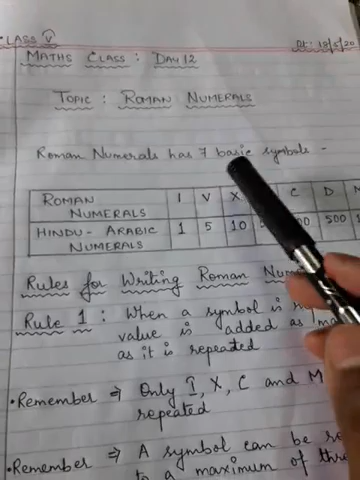 CLASS V Dt: 18/5/20
MATHS CLASS : DAY 12
TOPIC : ROMAN NUMERALS
Roman Numerals has 7 basic symbols -
ROMAN NUMERALS I V X C D
HINDU - ARABIC NUMERALS 1 5 10 500
Rules for Writing Roman
Rule 1 : When a symbol is
value is added as
as it is repeated
• Remember ⇒ Only I, X, C and M
repeated
• Remember ⇒ A symbol can be
to a maximum of